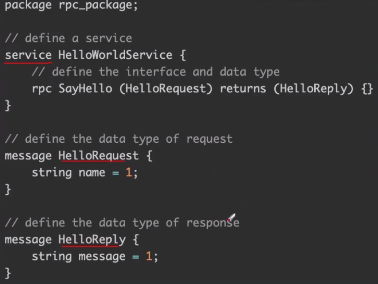 package rpc_package;
// define a service
service HelloWorldService {
// define the interface and data type
rpc SayHello (HelloRequest) returns (HelloReply) {}
}
// define the data type of request
message HelloRequest {
string name = 1;
}
// define the data type of response
message HelloReply {
string message = 1;
}